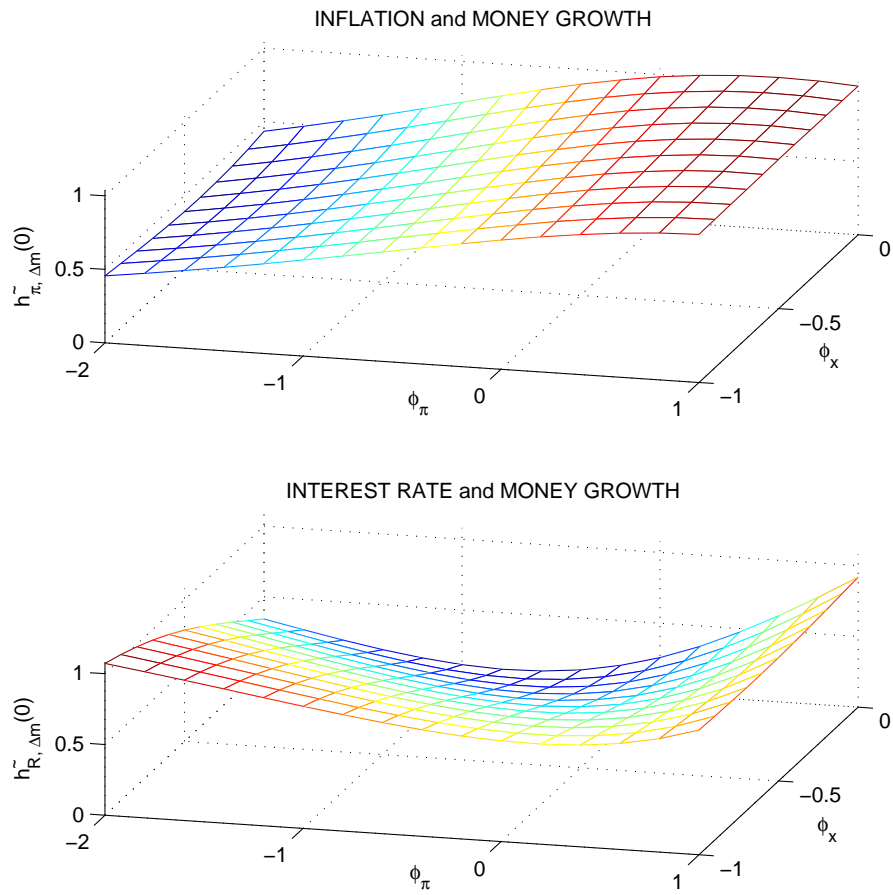 INFLATION and MONEY GROWTH
1
0.5
0
h~π, Δm(0)
−2
−1
0
1
ϕπ
−1
−0.5
0
ϕx
INTEREST RATE and MONEY GROWTH
1
0.5
0
h~R, Δm(0)
−2
−1
0
1
ϕπ
−1
−0.5
0
ϕx